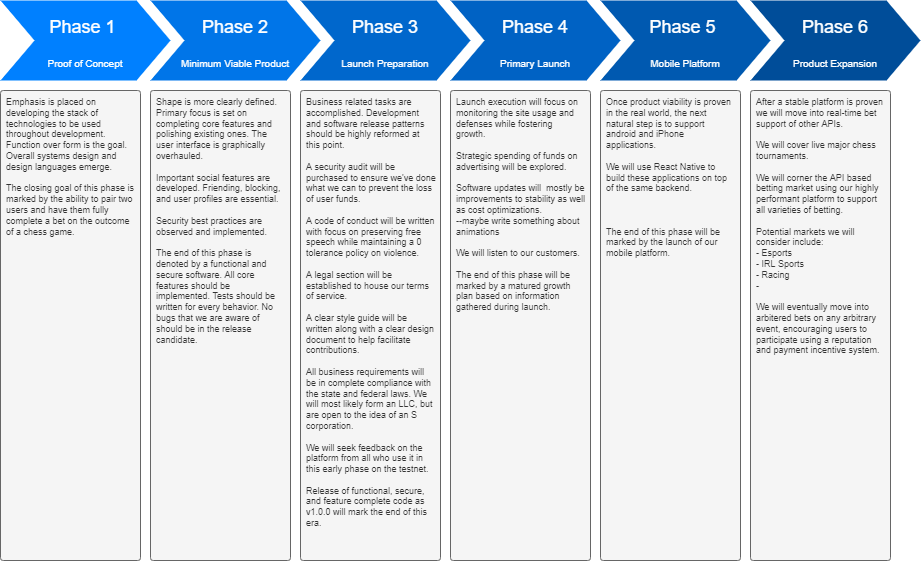 Phase 1
Proof of Concept
Phase 2
Minimum Viable Product
Phase 3
Launch Preparation
Phase 4
Primary Launch
Phase 5
Mobile Platform
Phase 6
Product Expansion
Emphasis is placed on
developing the stack of
technologies to be used
throughout development.
Function over form is the goal.
Overall systems design and
design languages emerge.
The closing goal of this phase is
marked by the ability to pair two
users and have them fully
complete a bet on the outcome
of a chess game.
Shape is more clearly defined.
Primary focus is set on
completing core features and
polishing existing ones. The
user interface is graphically
overhauled.
Important social features are
developed. Friending, blocking,
and user profiles are essential.
Security best practices are
observed and implemented.
The end of this phase is
denoted by a functional and
secure software. All core
features should be
implemented. Tests should be
written for every behavior. No
bugs that we are aware of
should be in the release
candidate.
Business related tasks are
accomplished. Development
and software release patterns
should be highly reformed at
this point.
A security audit will be
purchased to ensure we've done
what we can to prevent the loss
of user funds.
A code of conduct will be written
with focus on preserving free
speech while maintaining a 0
tolerance policy on violence.
A legal section will be
established to house our terms
of service.
A clear style guide will be
written along with a clear design
document to help facilitate
contributions.
All business requirements will
be in complete compliance with
the state and federal laws. We
will most likely form an LLC, but
are open to the idea of an S
corporation.
We will seek feedback on the
platform from all who use it in
this early phase on the testnet.
Release of functional, secure,
and feature complete code as
v1.0.0 will mark the end of this
era.
Launch execution will focus on
monitoring the site usage and
defenses while fostering
growth.
Strategic spending of funds on
advertising will be explored.
Software updates will mostly be
improvements to stability as well
as cost optimizations.
--maybe write something about
animations
We will listen to our customers.
The end of this phase will be
marked by a matured growth
plan based on information
gathered during launch.
Once product viability is proven
in the real world, the next
natural step is to support
android and iPhone
applications.
We will use React Native to
build these applications on top
of the same backend.
The end of this phase will be
marked by the launch of our
mobile platform.
After a stable platform is proven
we will move into real-time bet
support of other APIs.
We will cover live major chess
tournaments.
We will corner the API based
betting market using our highly
performant platform to support
all varieties of betting.
Potential markets we will
consider include:
- Esports
- IRL Sports
- Racing
-
We will eventually move into
arbitered bets on any arbitrary
event, encouraging users to
participate using a reputation
and payment incentive system.